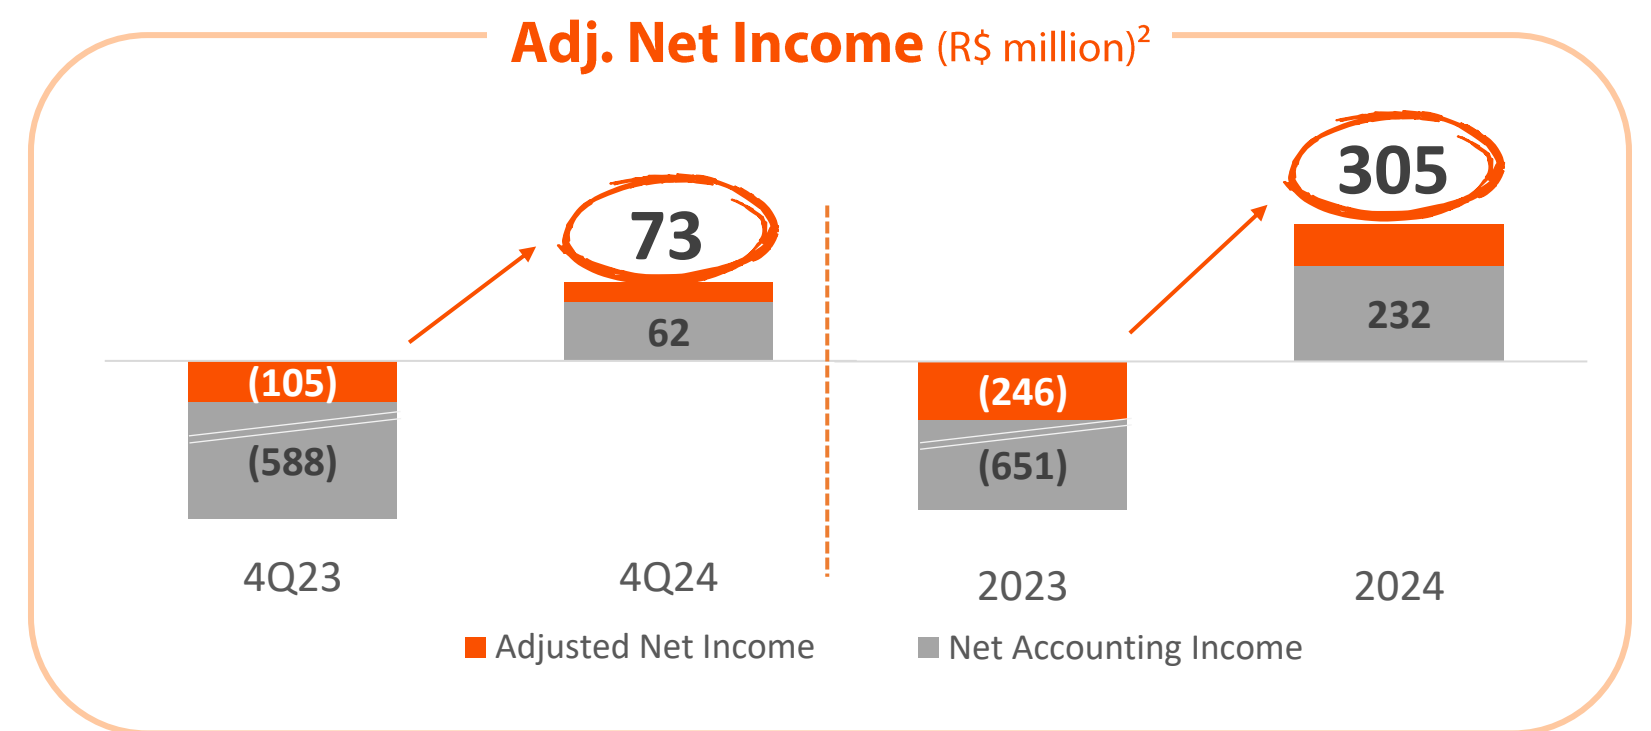 Adj. Net Income (R$ million)²
305
73
232
62
(105)
(246)
(588)
(651)
4Q23
4Q24
2023
2024
Adjusted Net Income
Net Accounting Income